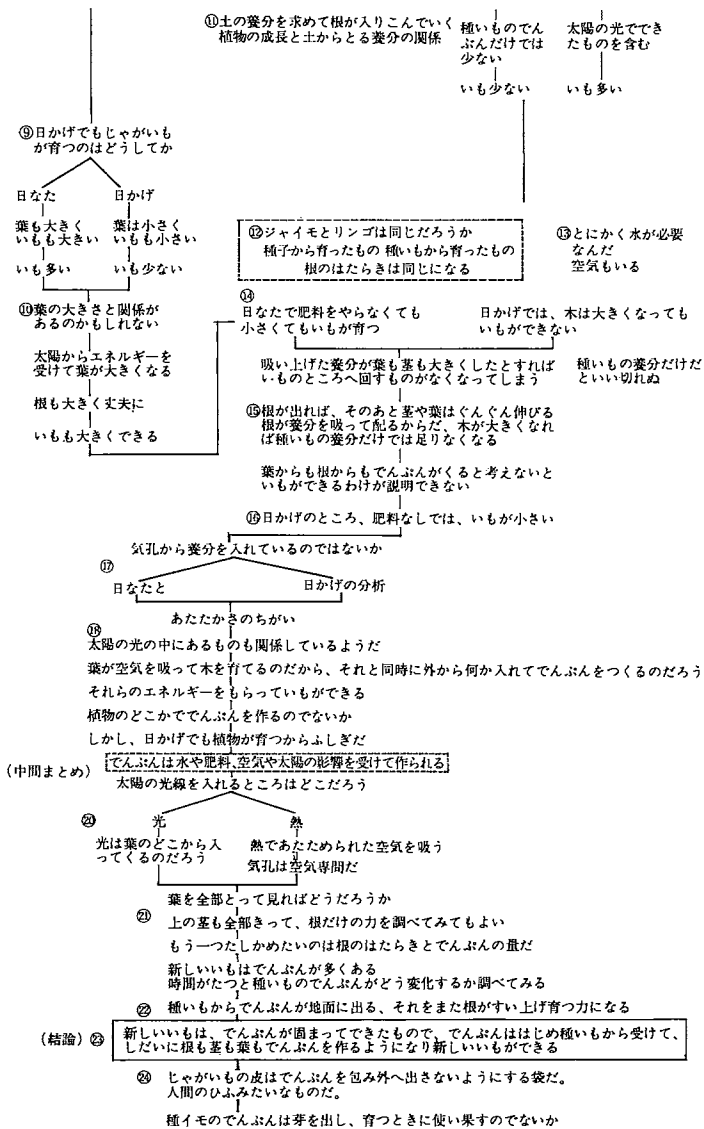 ⑪土の養分を求めて根が入りこんでいく
植物の成長と土からとる養分の関係
種いものでん
ぷんだけでは
少ない
いも少ない
太陽の光ででき
たものを含む
いも多い
⑨日かげでもじゃがいも
が育つのはどうしてか
日なた
葉も大きく
いもも大きい
いも多い
日かげ
葉は小さく
いもも小さい
いも少ない
⑩葉の大きさと関係が
あるのかもしれない
太陽からエネルギーを
受けて葉が大きくなる
根も大きく丈夫に
いもも大きくできる
⑫ジャイモとリンゴは同じだろうか
種子から育ったもの 種いもから育ったもの
根のはたらきは同じになる
⑬とにかく水が必要
なんだ
空気もいる
⑭
日なたで肥料をやらなくても
小さくてもいもが育つ
日かげでは、木は大きくなっても
いもができない
吸い上げた養分が葉も茎も大きくしたとすれば
いものところへ回すものがなくなってしまう
種いもの養分だけだ
といい切れぬ
⑮根が出れば、そのあと茎や葉はぐんぐん伸びる
根が養分を吸って配るからだ、木が大きくなれ
ば種いもの養分だけでは足りなくなる
葉からも根からもでんぷんがくると考えないと
いもができるわけが説明できない
⑯日かげのところ、肥料なしでは、いもが小さい
気孔から養分を入れているのではないか
⑰
日なたと
日かげの分析
あたたかさのちがい
⑱
太陽の光の中にあるものも関係しているようだ
葉が空気を吸って木を育てるのだから、それと同時に外から何か入れてでんぷんをつくるのだろう
それらのエネルギーをもらっていもができる
植物のどこかででんぷんを作るのでないか
しかし、日かげでも植物が育つからふしぎだ
(中間まとめ)
でんぷんは水や肥料、空気や太陽の影響を受けて作られる
太陽の光線を入れるところはどこだろう
⑳
光
光は葉のどこから入
ってくるのだろう
熱
熱であたためられた空気を吸う
気孔は空気専門だ
葉を全部とって見ればどうだろうか
㉑
上の茎も全部きって、根だけの力を調べてみてもよい
もう一つたしかめたいのは根のはたらきとでんぷんの量だ
新しいいもはでんぷんが多くある
時間がたつと種いものでんぷんがどう変化するか調べてみる
㉒ 種いもからでんぷんが地面に出る、それをまた根がすい上げ育つ力になる
(結論)㉓
新しいいもは、でんぷんが固まってできたもので、でんぷんははじめ種いもから受けて、
しだいに根も茎も葉もでんぷんを作るようになり新しいいもができる
㉔ じゃがいもの皮はでんぷんを包み外へ出さないようにする袋だ。
人間のひふみたいなものだ。
種イモのでんぷんは芽を出し、育つときに使い果すのでないか